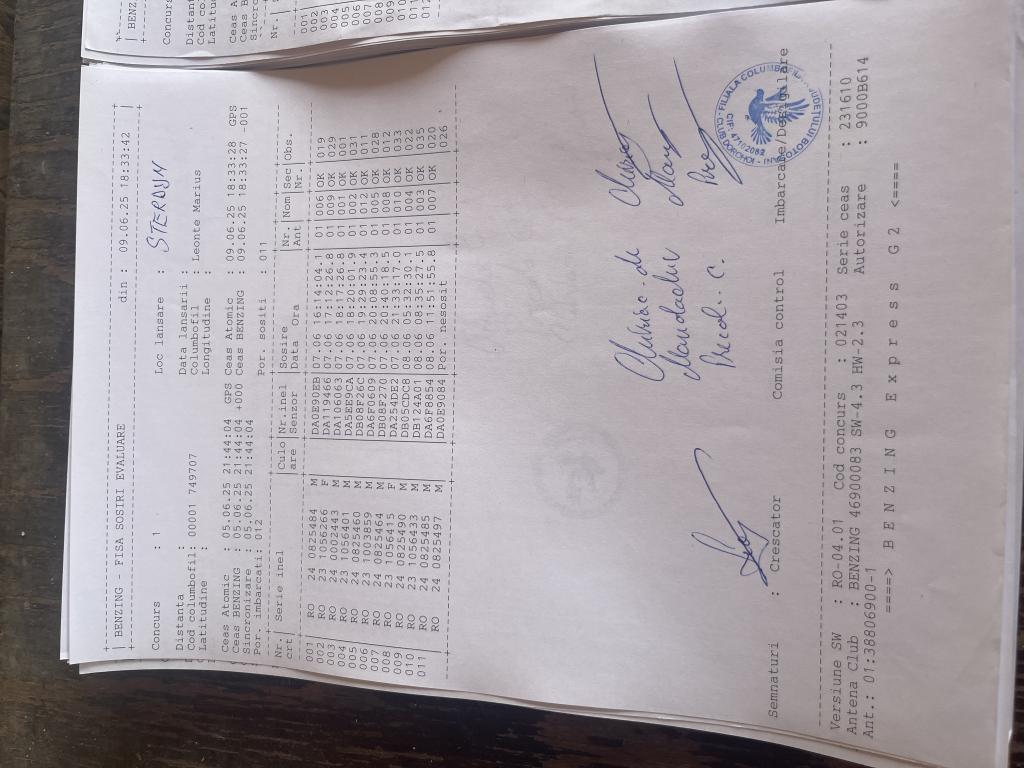 BENZING - FISA SOSIRI EVALUARE din : 09.06.25 18:33:42
Concurs : 1 Loc lansare : STERDYN
Distanta : Data lansarii :
Cod columbofil : 00001 749707 Columbofil : Leonte Marius
Latitudine : Longitudine :
Ceas Atomic : 05.06.25 21:44:04 GPS Ceas Atomic : 09.06.25 18:33:28 GPS
Ceas BENZING : 05.06.25 21:44:04 +000 Ceas BENZING : 09.06.25 18:33:27 -001
Sincronizare : 05.06.25 21:44:04
Por. imbarcati: 012 Por. sositi : 011
Nr. Serie inel Culo Nr.inel Sosire Nr. Nom Sec Obs.
crt are Senzor Data Ora Ant Nr.
001 RO 24 0825484 M DA0E90EB 07.06 16:14:04.1 01 006 OK 019
002 RO 23 1056266 F DA119466 07.06 17:12:26.8 01 009 OK 029
003 RO 24 1002443 M DA106063 07.06 18:17:26.8 01 001 OK 001
004 RO 23 1056401 M DA5EE9CA 07.06 18:27:01.9 01 OK 031
005 RO 24 0825460 M DB08F26C 07.06 19:29:23.4 01 012 OK 011
006 RO 23 1003859 M DA6F0609 07.06 20:08:55.3 01 005 OK 028
007 RO 24 0825464 M DB08F270 07.06 20:40:18.5 01 008 OK 012
008 RO 23 1056415 F DA254DE2 07.06 21:33:17.0 01 010 OK 033
009 RO 24 0825490 M DB05CDC8 08.06 05:32:30.1 01 004 OK 022
010 RO 23 1056433 M DB124A01 08.06 08:35:37.5 01 011 OK 035
011 RO 24 0825485 M DA6F8854 08.06 11:51:55.8 01 003 OK 020
RO 24 0825497 M DA0E9084 Por. nesosit 026
Semnaturi : Crescator Comisia control Imbarcare/Desigilare
Versiune SW : RO-04.01 Cod concurs : 021403 Serie ceas : 231610
Antena Club : BENZING 46900083 SW-4.3 HW-2.3 Autorizare : 9000B614
Ant.: 01:38806900-1
====> B E N Z I N G E x p r e s s G 2 <====